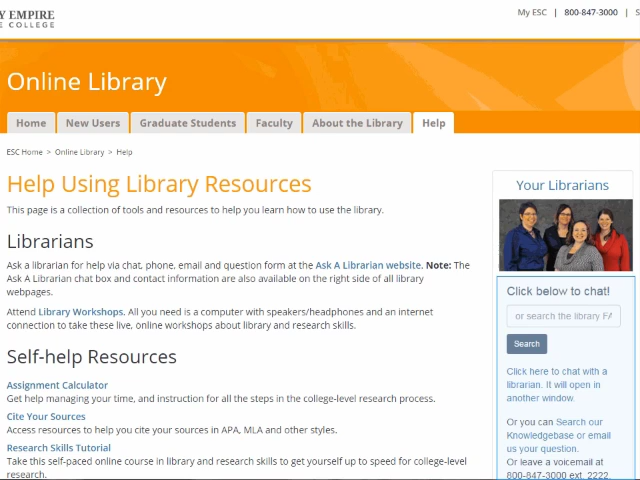 Y EMPIRE
E COLLEGE
My ESC | 800-847-3000 | S
Online Library
Home New Users Graduate Students Faculty About the Library Help
ESC Home > Online Library > Help
Help Using Library Resources
This page is a collection of tools and resources to help you learn how to use the library.
Librarians
Ask a librarian for help via chat, phone, email and question form at the Ask A Librarian website. Note: The
Ask A Librarian chat box and contact information are also available on the right side of all library
webpages.
Attend Library Workshops. All you need is a computer with speakers/headphones and an internet
connection to take these live, online workshops about library and research skills.
Self-help Resources
Assignment Calculator
Get help managing your time, and instruction for all the steps in the college-level research process.
Cite Your Sources
Access resources to help you cite your sources in APA, MLA and other styles.
Research Skills Tutorial
Take this self-paced online course in library and research skills to get yourself up to speed for college-level
research.
Your Librarians
Click below to chat!
or search the library FA
Search
Click here to chat with a
librarian. It will open in
another window.
Or you can Search our
Knowledgebase or email
us your question.
Or leave a voicemail at
800-847-3000 ext. 2222.